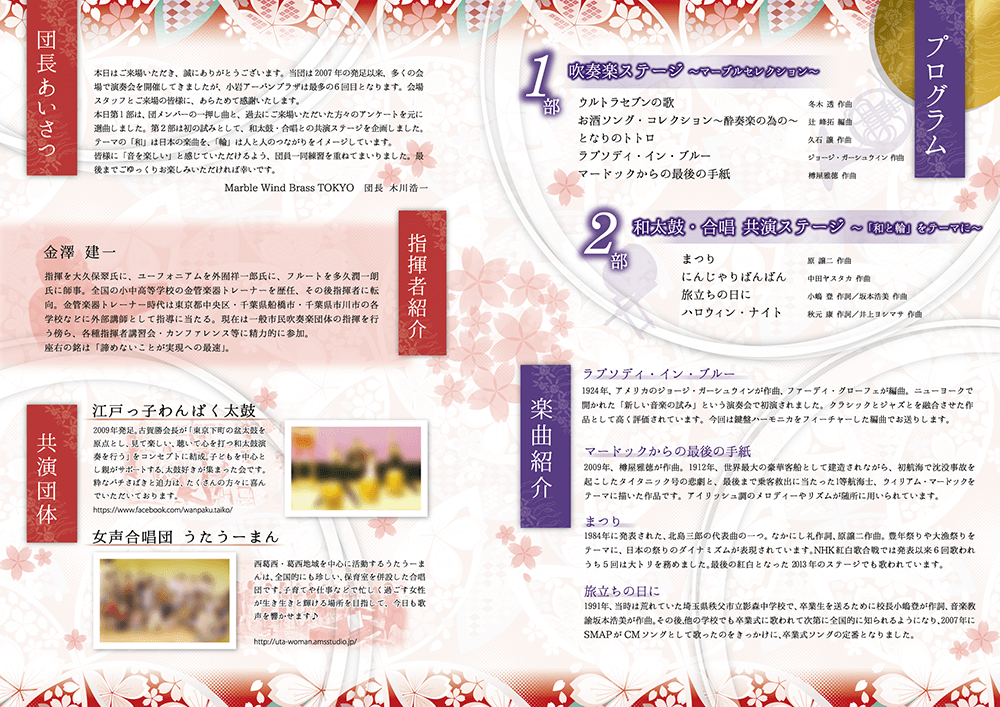 団長あいさつ
本日はご来場いただき、誠にありがとうございます。当団は2007年の発足以来、多くの会
場で演奏会を開催してきましたが、小岩アーバンプラザは最多の6回目となります。会場
スタッフとご来場の皆様に、あらためて感謝いたします。
本日第1部は、団メンバーの一押し曲と、過去にご来場いただいた方々のアンケートを元に
選曲しました。第2部は初の試みとして、和太鼓・合唱との共演ステージを企画しました。
テーマの「和」は日本の楽曲を、「輪」は人と人のつながりをイメージしています。
皆様に「音を楽しい」と感じていただけるよう、団員一同練習を重ねてまいりました。最
後までごゆっくりお楽しみいただければ幸いです。
Marble Wind Brass TOKYO 団長 木川浩一
指揮者紹介
金澤 建一
指揮を大久保翠氏に、ユーフォニアムを外囿祥一郎氏に、フルートを多久潤一朗
氏に師事。全国の小中高等学校の金管楽器トレーナーを歴任、その後指揮者に転
向。金管楽器トレーナー時代は東京都中央区・千葉県船橋市・千葉県市川市の各
学校などに外部講師として指導に当たる。現在は一般市民吹奏楽団体の指揮を行
う傍ら、各種指揮者講習会・カンファレンス等に精力的に参加。
座右の銘は「諦めないことが実現への最速」。
共演団体
江戸っ子わんぱく太鼓
2009年発足。古賀勝会長が「東京下町の盆太鼓を
原点とし、見て楽しい、聴いて心を打つ和太鼓演
奏を行う」をコンセプトに結成。子どもを中心と
し親がサポートする、太鼓好きが集まった会です。
粋なバチさばきと迫力は、たくさんの方々に喜ん
でいただいております。
https://www.facebook.com/wanpaku.taiko/
女声合唱団 うたうーまん
西葛西・葛西地域を中心に活動するうたうーま
んは、全国的にも珍しい、保育室を併設した合唱
団です。子育てや仕事などで忙しく過ごす女性
が生き生きと輝ける場所を目指して、今日も歌
声を響かせます♪
http://uta-woman.amsstudio.jp/
プログラム
1部 吹奏楽ステージ ～マーブルセレクション～
ウルトラセブンの歌 冬木 透 作曲
お酒ソング・コレクション～酔奏楽の為の～ 辻 峰拓 編曲
となりのトトロ 久石 譲 作曲
ラプソディ・イン・ブルー ジョージ・ガーシュウイン 作曲
マードックからの最後の手紙 樽屋雅徳 作曲
2部 和太鼓・合唱 共演ステージ ～「和と輪」をテーマに～
まつり 原 譲二 作曲
にんじゃりばんばん 中田ヤスタカ 作曲
旅立ちの日に 小嶋 登 作詞／坂本浩美 作曲
ハロウィン・ナイト 秋元 康 作詞／井上ヨシマサ 作曲
楽曲紹介
ラプソディ・イン・ブルー
1924年、アメリカのジョージ・ガーシュウィンが作曲、ファーディ・グローフェが編曲。ニューヨークで
開かれた「新しい音楽の試み」という演奏会で初演されました。クラシックとジャズとを融合させた作
品として高く評価されています。今回は鍵盤ハーモニカをフィーチャーした編曲でお送りします。
マードックからの最後の手紙
2009年、樽屋雅徳が作曲。1912年、世界最大の豪華客船として建造されながら、初航海で沈没事故を
起こしたタイタニック号の悲劇と、最後まで乗客救出に当たった1等航海士、ウィリアム・マードックを
テーマに描いた作品です。アイリッシュ調のメロディーやリズムが随所に用いられています。
まつり
1984年に発表された、北島三郎の代表曲の一つ。なかにし礼作詞、原譲二作曲。豊年祭りや大漁祭りを
テーマに、日本の祭りのダイナミズムが表現されています。NHK紅白歌合戦では発表以来6回歌われ
うち5回は大トリを務めました。最後の紅白となった2013年のステージでも歌われています。
旅立ちの日に
1991年、当時は荒れていた埼玉県秩父市立影森中学校で、卒業生を送るために校長小嶋登が作詞、音楽教
諭坂本浩美が作曲。その後、他の学校でも卒業式に歌われて次第に全国的に知られるようになり、2007年に
SMAPがCMソングとして歌ったのをきっかけに、卒業式ソングの定番となりました。